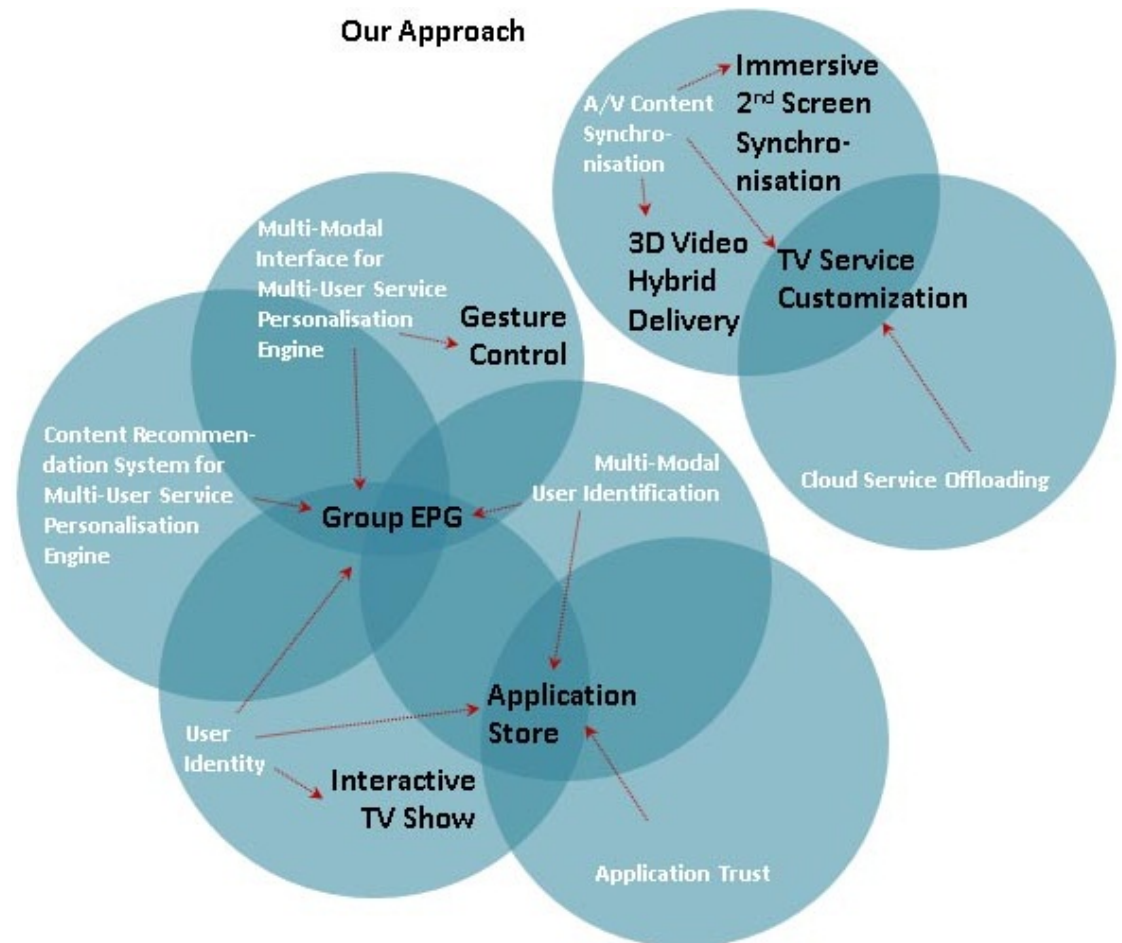 Our Approach
A/V Content
Synchro-
nisation
Immersive
2nd Screen
Synchro-
nisation
3D Video
Hybrid
Delivery
TV Service
Customization
Cloud Service Offloading
Multi-Modal
Interface for
Multi-User Service
Personalisation
Engine
Gesture
Control
Content Recommen-
dation System for
Multi-User Service
Personalisation
Engine
Multi-Modal
User Identification
Group EPG
User
Identity
Application
Store
Interactive
TV Show
Application Trust